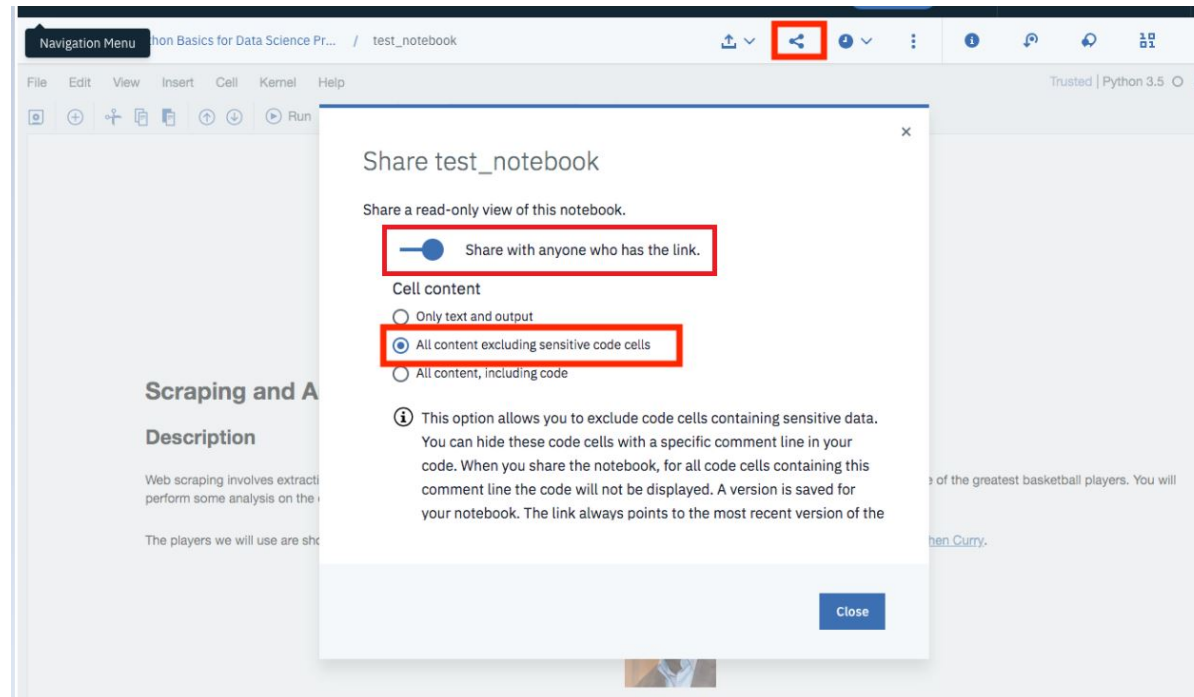 Navigation Menu
thon Basics for Data Science Pr... / test_notebook
File Edit View Insert Cell Kernel Help
Trusted | Python 3.5
Run
Share test_notebook
Share a read-only view of this notebook.
Share with anyone who has the link.
Cell content
Only text and output
All content excluding sensitive code cells
All content, including code
This option allows you to exclude code cells containing sensitive data.
You can hide these code cells with a specific comment line in your
code. When you share the notebook, for all code cells containing this
comment line the code will not be displayed. A version is saved for
your notebook. The link always points to the most recent version of the
Close
Scraping and A
Description
Web scraping involves extracti
of the greatest basketball players. You will
perform some analysis on the
The players we will use are sho
hen Curry.